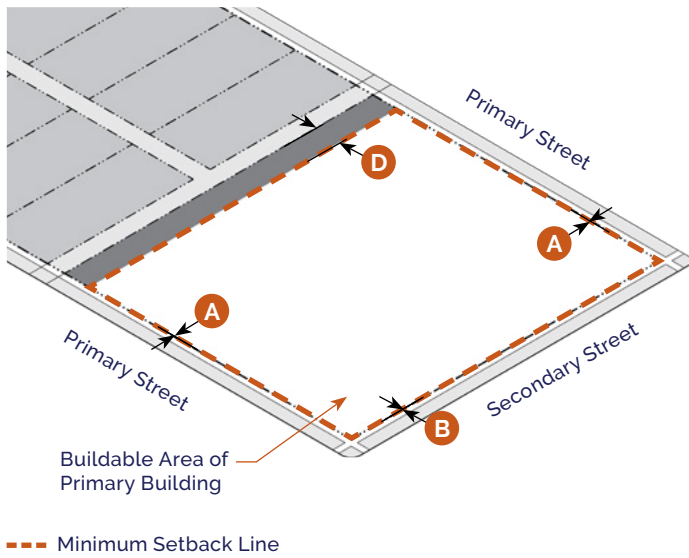 Primary Street
D
A
A
Primary Street
Secondary Street
B
Buildable Area of
Primary Building
Minimum Setback Line